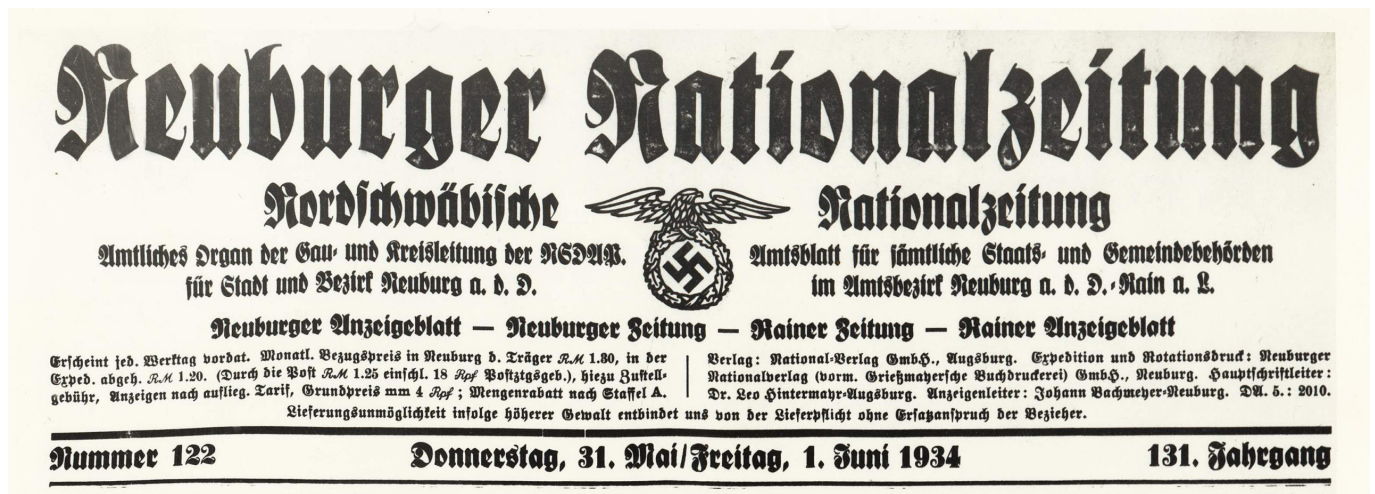 Neuburger Nationalzeitung
Nordschwäbische Nationalzeitung
Amtliches Organ der Gau- und Kreisleitung der NSDAP.
für Stadt und Bezirk Neuburg a. d. D.
Amtsblatt für sämtliche Staats- und Gemeindebehörden
im Amtsbezirk Neuburg a. d. D.-Rain a. L.
Neuburger Anzeigeblatt — Neuburger Zeitung — Rainer Zeitung — Rainer Anzeigeblatt
Erscheint jed. Werktag vordat. Monatl. Bezugspreis in Neuburg d. Träger RM 1.30, in der
Exped. abgeh. RM 1.20. (Durch die Post RM 1.25 einschl. 18 Rpf Postztgsgeb.), hiezu Zustell-
gebühr, Anzeigen nach auflieg. Tarif, Grundpreis mm 4 Rpf; Mengenrabatt nach Staffel A.
Verlag: National-Verlag GmbH., Augsburg. Expedition und Rotationsdruck: Neuburger
Nationalverlag (vorm. Grießmayersche Buchdruckerei) GmbH., Neuburg. Hauptschriftleiter:
Dr. Leo Hintermayr-Augsburg. Anzeigenleiter: Johann Bachmeyer-Neuburg. DA. 5.: 2010.
Lieferungsunmöglichkeit infolge höherer Gewalt entbindet uns von der Lieferpflicht ohne Ersatzanspruch der Bezieher.
Nummer 122 Donnerstag, 31. Mai/Freitag, 1. Juni 1934 131. Jahrgang